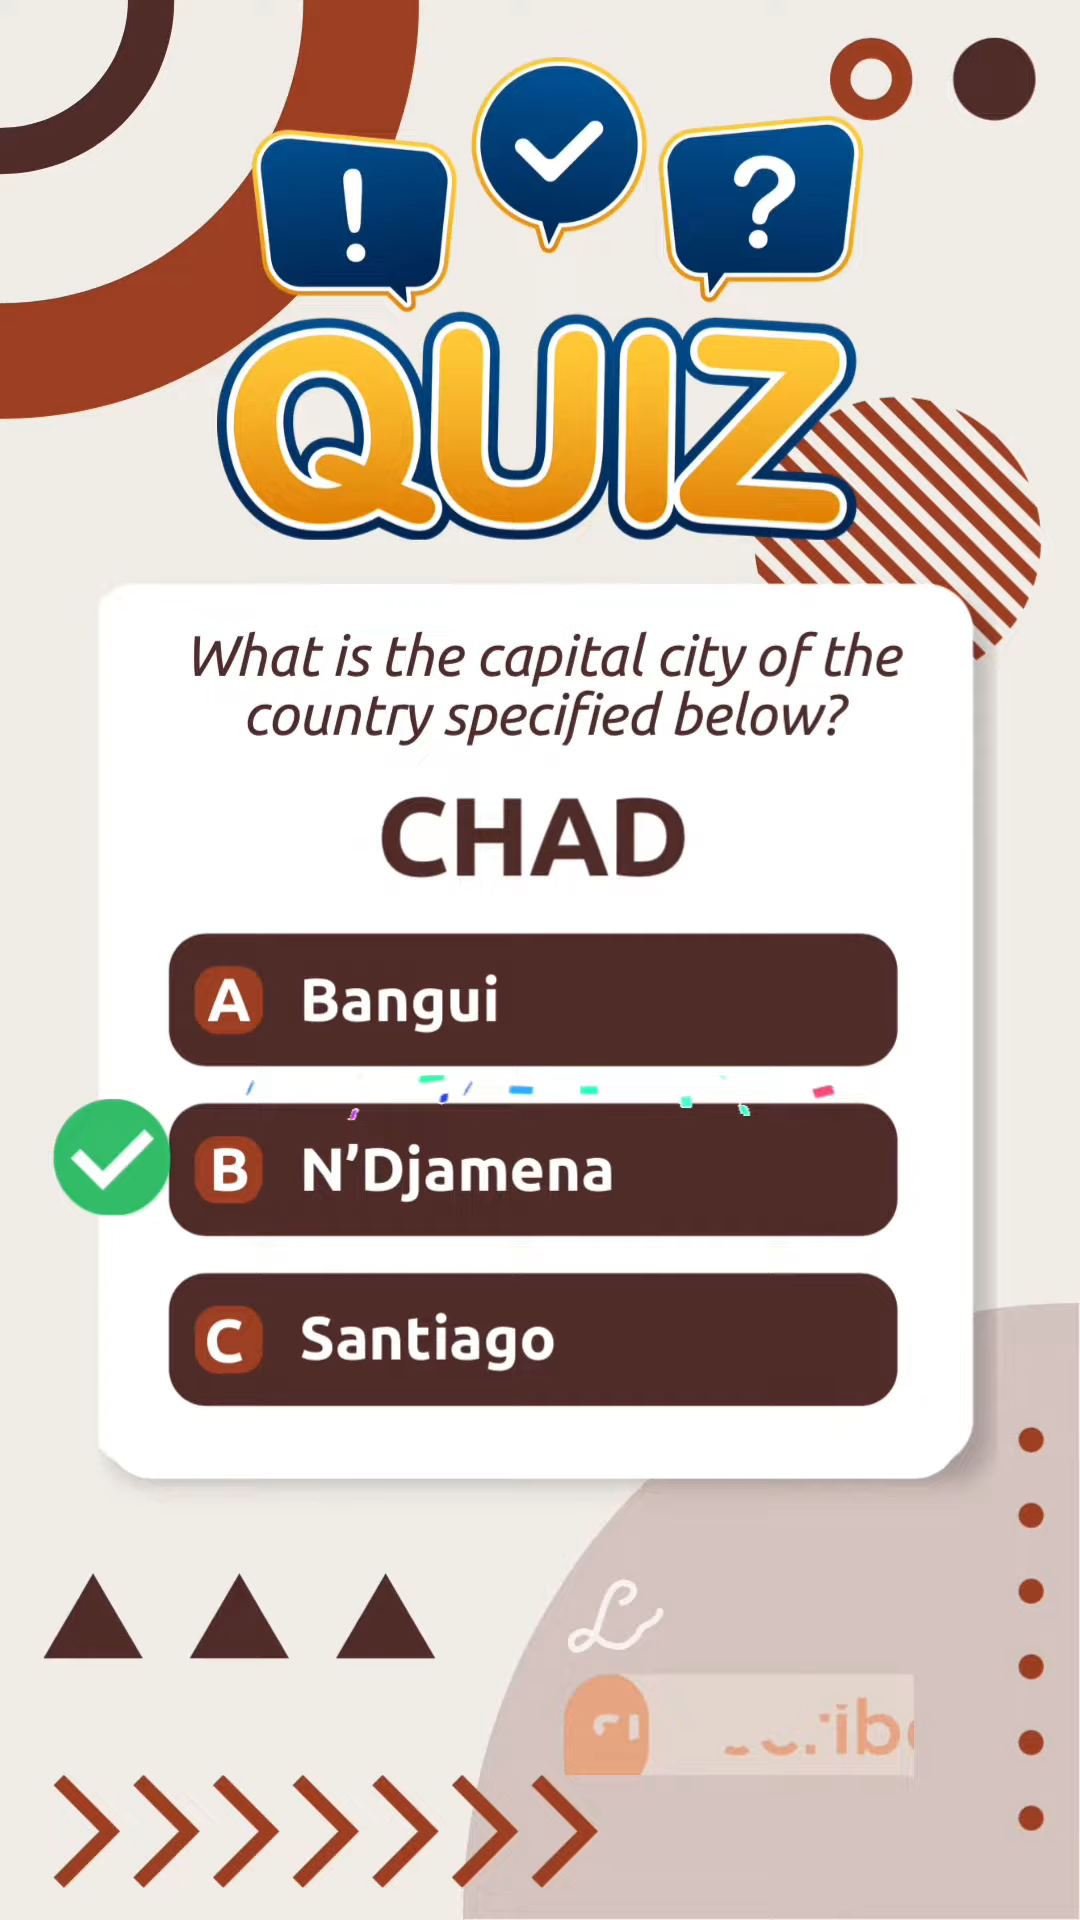 QUIZ
What is the capital city of the
country specified below?
CHAD
A Bangui
B N’Djamena
C Santiago